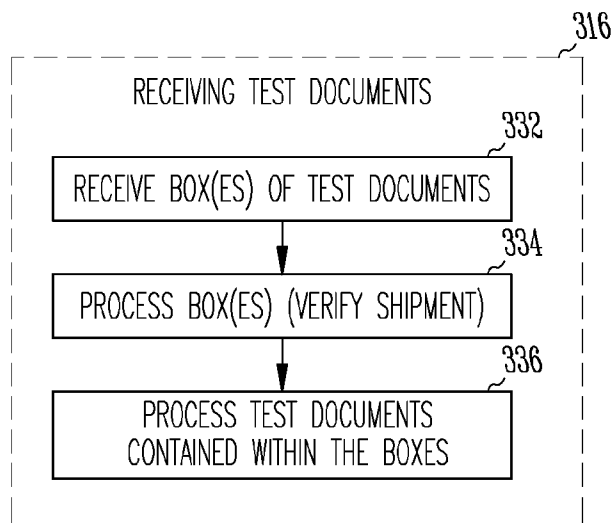 316
RECEIVING TEST DOCUMENTS
332
RECEIVE BOX(ES) OF TEST DOCUMENTS
334
PROCESS BOX(ES) (VERIFY SHIPMENT)
336
PROCESS TEST DOCUMENTS
CONTAINED WITHIN THE BOXES